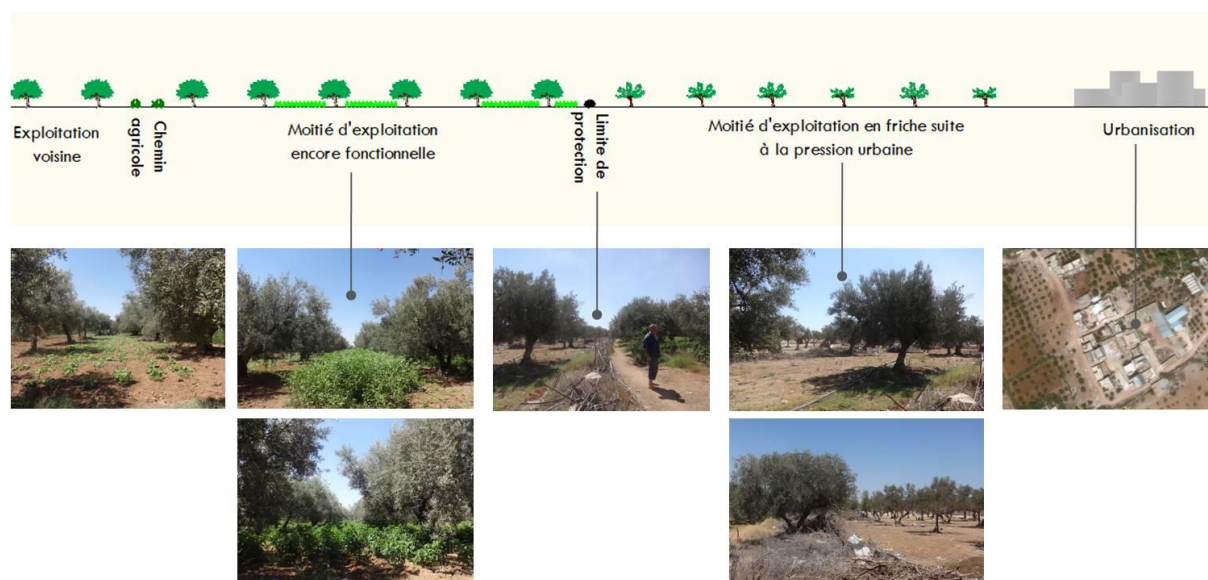 Exploitation
voisine
Chemin
agricole
Moitié d'exploitation
encore fonctionnelle
Limite de
protection
Moitié d'exploitation en friche suite
à la pression urbaine
Urbanisation